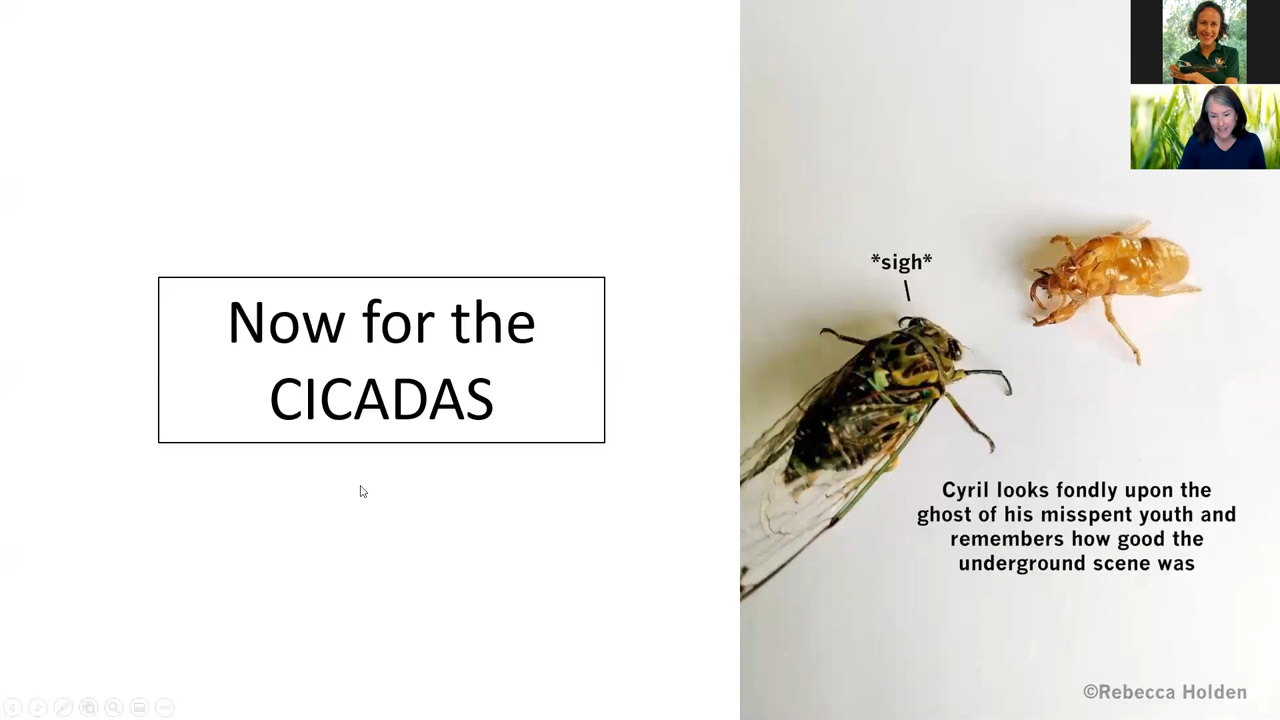 Now for the
CICADAS
*sigh*
Cyril looks fondly upon the
ghost of his misspent youth and
remembers how good the
underground scene was
©Rebecca Holden